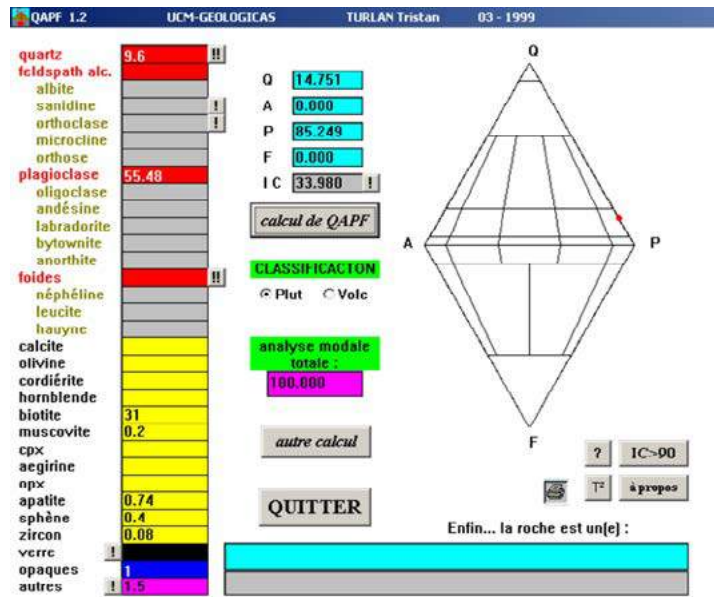 QAPF 1.2 UCM-GEOLOGICAS TURLAN Tristan 03 - 1999
quartz 9.6 !!
feldspath alc.
albite
sanidine !
orthoclase !
microcline
orthose
plagioclase 55.48
oligoclase
andésine
labradorite
bytownite
anorthite
foides !!
néphéline
leucite
hauyne
calcite
olivine
cordiérite
hornblende
biotite 31
muscovite 0.2
cpx
aegirine
opx
apatite 0.74
sphène 0.4
zircon 0.08
verre !
opaques 1
autres ! 1.5
Q 14.751
A 0.000
P 85.249
F 0.000
I C 33.980 !
calcul de QAPF
CLASSIFICACTON
Plut Volc
analyse modale
totale :
100.000
autre calcul
QUITTER
Q
A P
F
? IC>90
T² à propos
Enfin... la roche est un(e) :